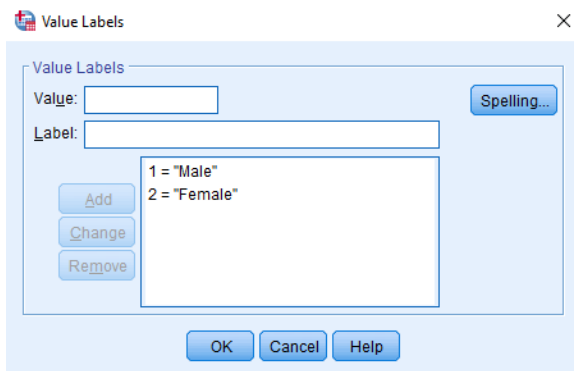 Value Labels
Value Labels
Value:
Spelling...
Label:
1 = "Male"
2 = "Female"
Add
Change
Remove
OK Cancel Help